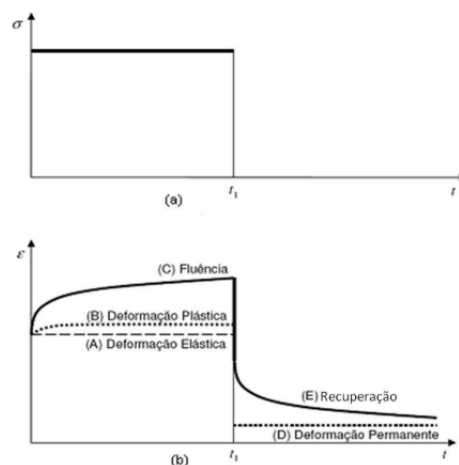 σ
t₁
t
(a)
ε
(C) Fluência
(B) Deformação Plástica
(A) Deformação Elástica
(E) Recuperação
(D) Deformação Permanente
t₁
t
(b)